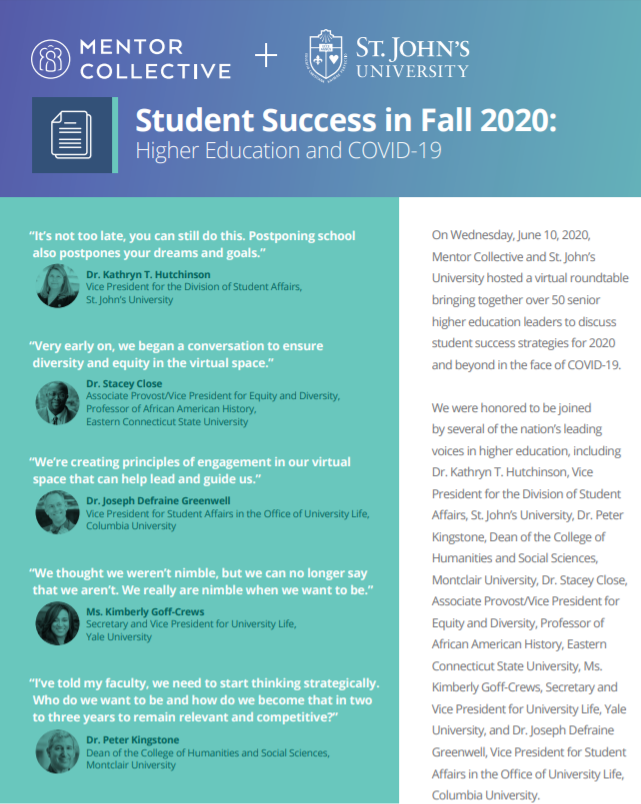 MENTOR
COLLECTIVE
+
ST. JOHN'S
UNIVERSITY
Student Success in Fall 2020:
Higher Education and COVID-19
“It’s not too late, you can still do this. Postponing school
also postpones your dreams and goals.”
Dr. Kathryn T. Hutchinson
Vice President for the Division of Student Affairs,
St. John’s University
“Very early on, we began a conversation to ensure
diversity and equity in the virtual space.”
Dr. Stacey Close
Associate Provost/Vice President for Equity and Diversity,
Professor of African American History,
Eastern Connecticut State University
“We’re creating principles of engagement in our virtual
space that can help lead and guide us.”
Dr. Joseph Defraine Greenwell
Vice President for Student Affairs in the Office of University Life,
Columbia University
“We thought we weren’t nimble, but we can no longer say
that we aren’t. We really are nimble when we want to be.”
Ms. Kimberly Goff-Crews
Secretary and Vice President for University Life,
Yale University
“I’ve told my faculty, we need to start thinking strategically.
Who do we want to be and how do we become that in two
to three years to remain relevant and competitive?”
Dr. Peter Kingstone
Dean of the College of Humanities and Social Sciences,
Montclair University
On Wednesday, June 10, 2020,
Mentor Collective and St. John’s
University hosted a virtual roundtable
bringing together over 50 senior
higher education leaders to discuss
student success strategies for 2020
and beyond in the face of COVID-19.
We were honored to be joined
by several of the nation’s leading
voices in higher education, including
Dr. Kathryn T. Hutchinson, Vice
President for the Division of Student
Affairs, St. John’s University, Dr. Peter
Kingstone, Dean of the College of
Humanities and Social Sciences,
Montclair University, Dr. Stacey Close,
Associate Provost/Vice President for
Equity and Diversity, Professor of
African American History, Eastern
Connecticut State University, Ms.
Kimberly Goff-Crews, Secretary and
Vice President for University Life, Yale
University, and Dr. Joseph Defraine
Greenwell, Vice President for Student
Affairs in the Office of University Life,
Columbia University.